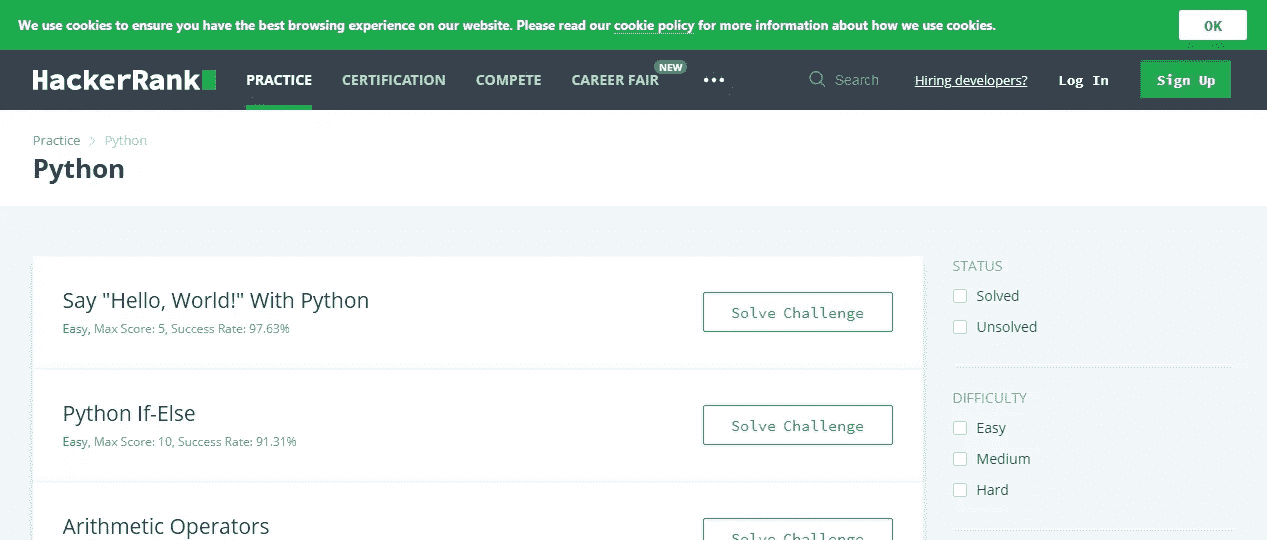 We use cookies to ensure you have the best browsing experience on our website. Please read our cookie policy for more information about how we use cookies.
OK
HackerRank
PRACTICE
CERTIFICATION
COMPETE
CAREER FAIR
NEW
Search
Hiring developers?
Log In
Sign Up
Practice
Python
Python
Say "Hello, World!" With Python
Easy, Max Score: 5, Success Rate: 97.63%
Solve Challenge
Python If-Else
Easy, Max Score: 10, Success Rate: 91.31%
Solve Challenge
Arithmetic Operators
Solve Challenge
STATUS
Solved
Unsolved
DIFFICULTY
Easy
Medium
Hard